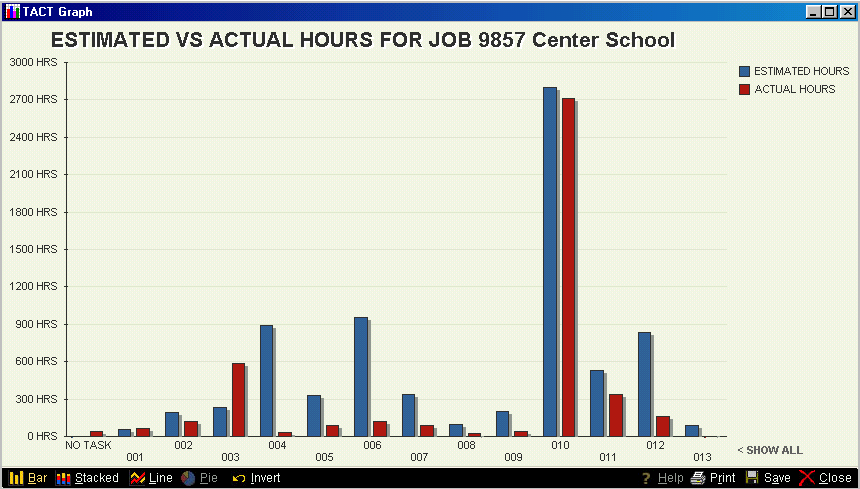 TACT Graph
ESTIMATED VS ACTUAL HOURS FOR JOB 9857 Center School
3000 HRS
2700 HRS
2400 HRS
2100 HRS
1800 HRS
1500 HRS
1200 HRS
900 HRS
600 HRS
300 HRS
0 HRS
ESTIMATED HOURS
ACTUAL HOURS
NO TASK 002 004 006 008 010 012
001 003 005 007 009 011 013
< SHOW ALL
Bar Stacked Line Pie Invert ? Help Print Save Close